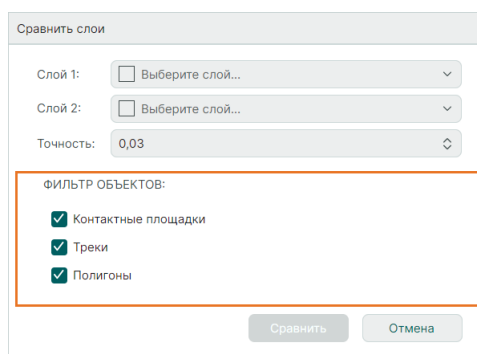 Сравнить слои
Слой 1: Выберите слой...
Слой 2: Выберите слой...
Точность: 0,03
ФИЛЬТР ОБЪЕКТОВ:
Контактные площадки
Треки
Полигоны
Сравнить Отмена